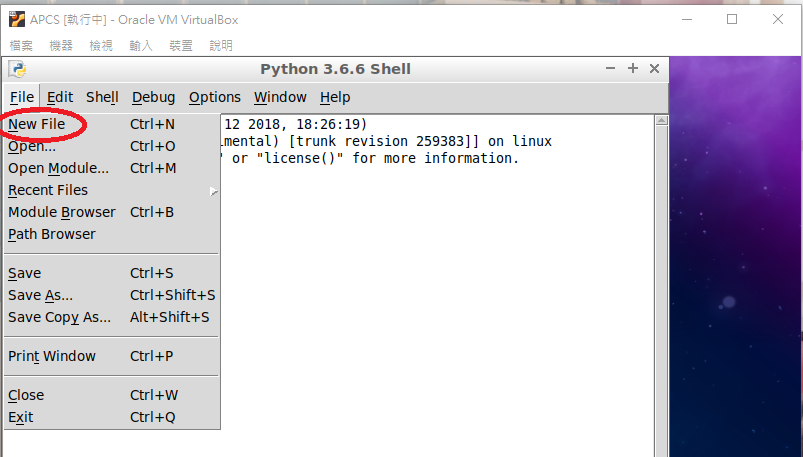 APCS [執行中] - Oracle VM VirtualBox
檔案 機器 檢視 輸入 裝置 說明
Python 3.6.6 Shell
File Edit Shell Debug Options Window Help
New File Ctrl+N
12 2018, 18:26:19)
Open... Ctrl+O
imental) [trunk revision 259383]] on linux
Open Module... Ctrl+M
" or "license()" for more information.
Recent Files
Module Browser Ctrl+B
Path Browser
Save Ctrl+S
Save As... Ctrl+Shift+S
Save Copy As... Alt+Shift+S
Print Window Ctrl+P
Close Ctrl+W
Exit Ctrl+Q